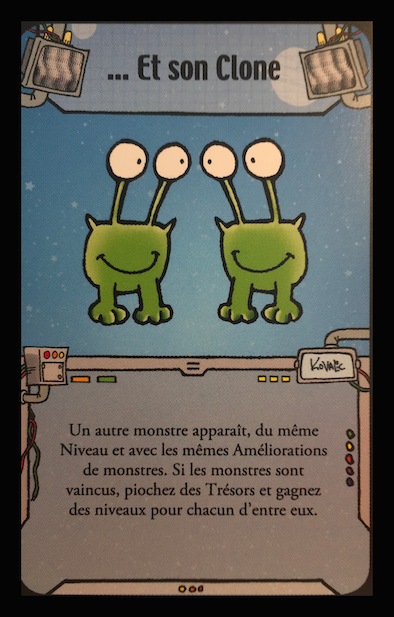 ... Et son Clone
KOVALIC
Un autre monstre apparaît, du même
Niveau et avec les mêmes Améliorations
de monstres. Si les monstres sont
vaincus, piochez des Trésors et gagnez
des niveaux pour chacun d'entre eux.